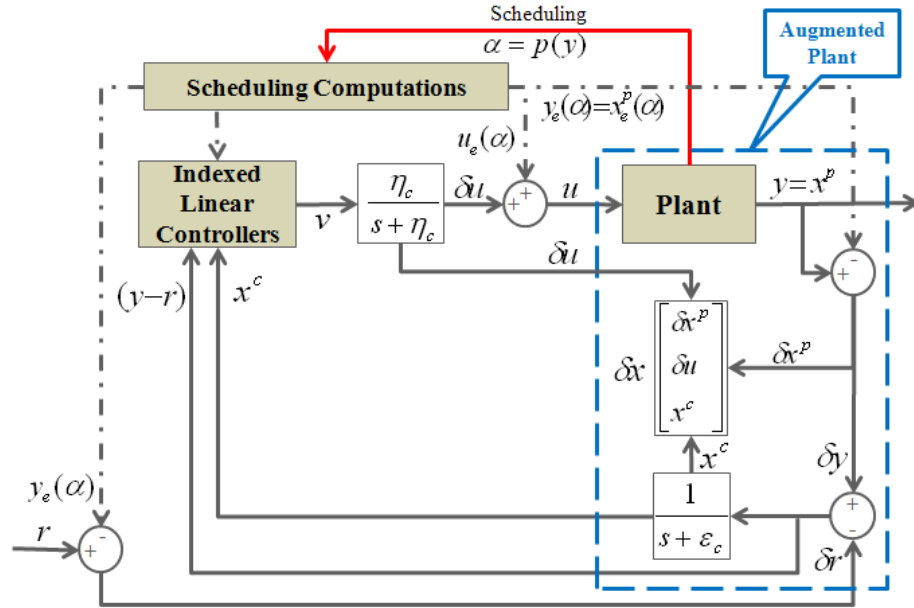 Scheduling
α = p(y)
Augmented
Plant
Scheduling Computations
y_e(α)=x_e^p(α)
u_e(α)
Indexed
Linear
Controllers
v
η_c
s + η_c
δu
+
+
u
Plant
y=x^p
-
+
δu
(y−r)
x^c
δx
δx^p
δu
x^c
δx^p
x^c
δy
y_e(α)
r
+
-
1
s + ε_c
+
-
δr